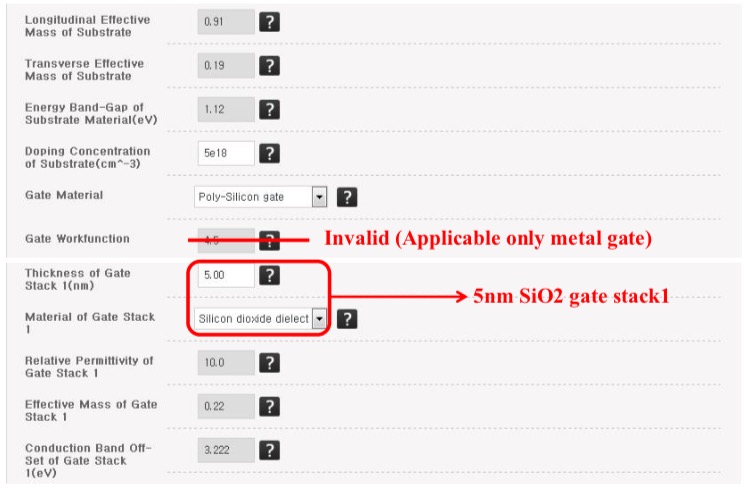 Longitudinal Effective
Mass of Substrate
0.91 ?
Transverse Effective
Mass of Substrate
0.19 ?
Energy Band-Gap of
Substrate Material(eV)
1.12 ?
Doping Concentration
of Substrate(cm^-3)
5e18 ?
Gate Material
Poly-Silicon gate ?
Gate Workfunction
4.5 ? Invalid (Applicable only metal gate)
Thickness of Gate
Stack 1(nm)
5.00 ?
5nm SiO2 gate stack1
Material of Gate Stack
1
Silicon dioxide dielect ?
Relative Permittivity of
Gate Stack 1
10.0 ?
Effective Mass of Gate
Stack 1
0.22 ?
Conduction Band Off-
Set of Gate Stack
1(eV)
3.222 ?